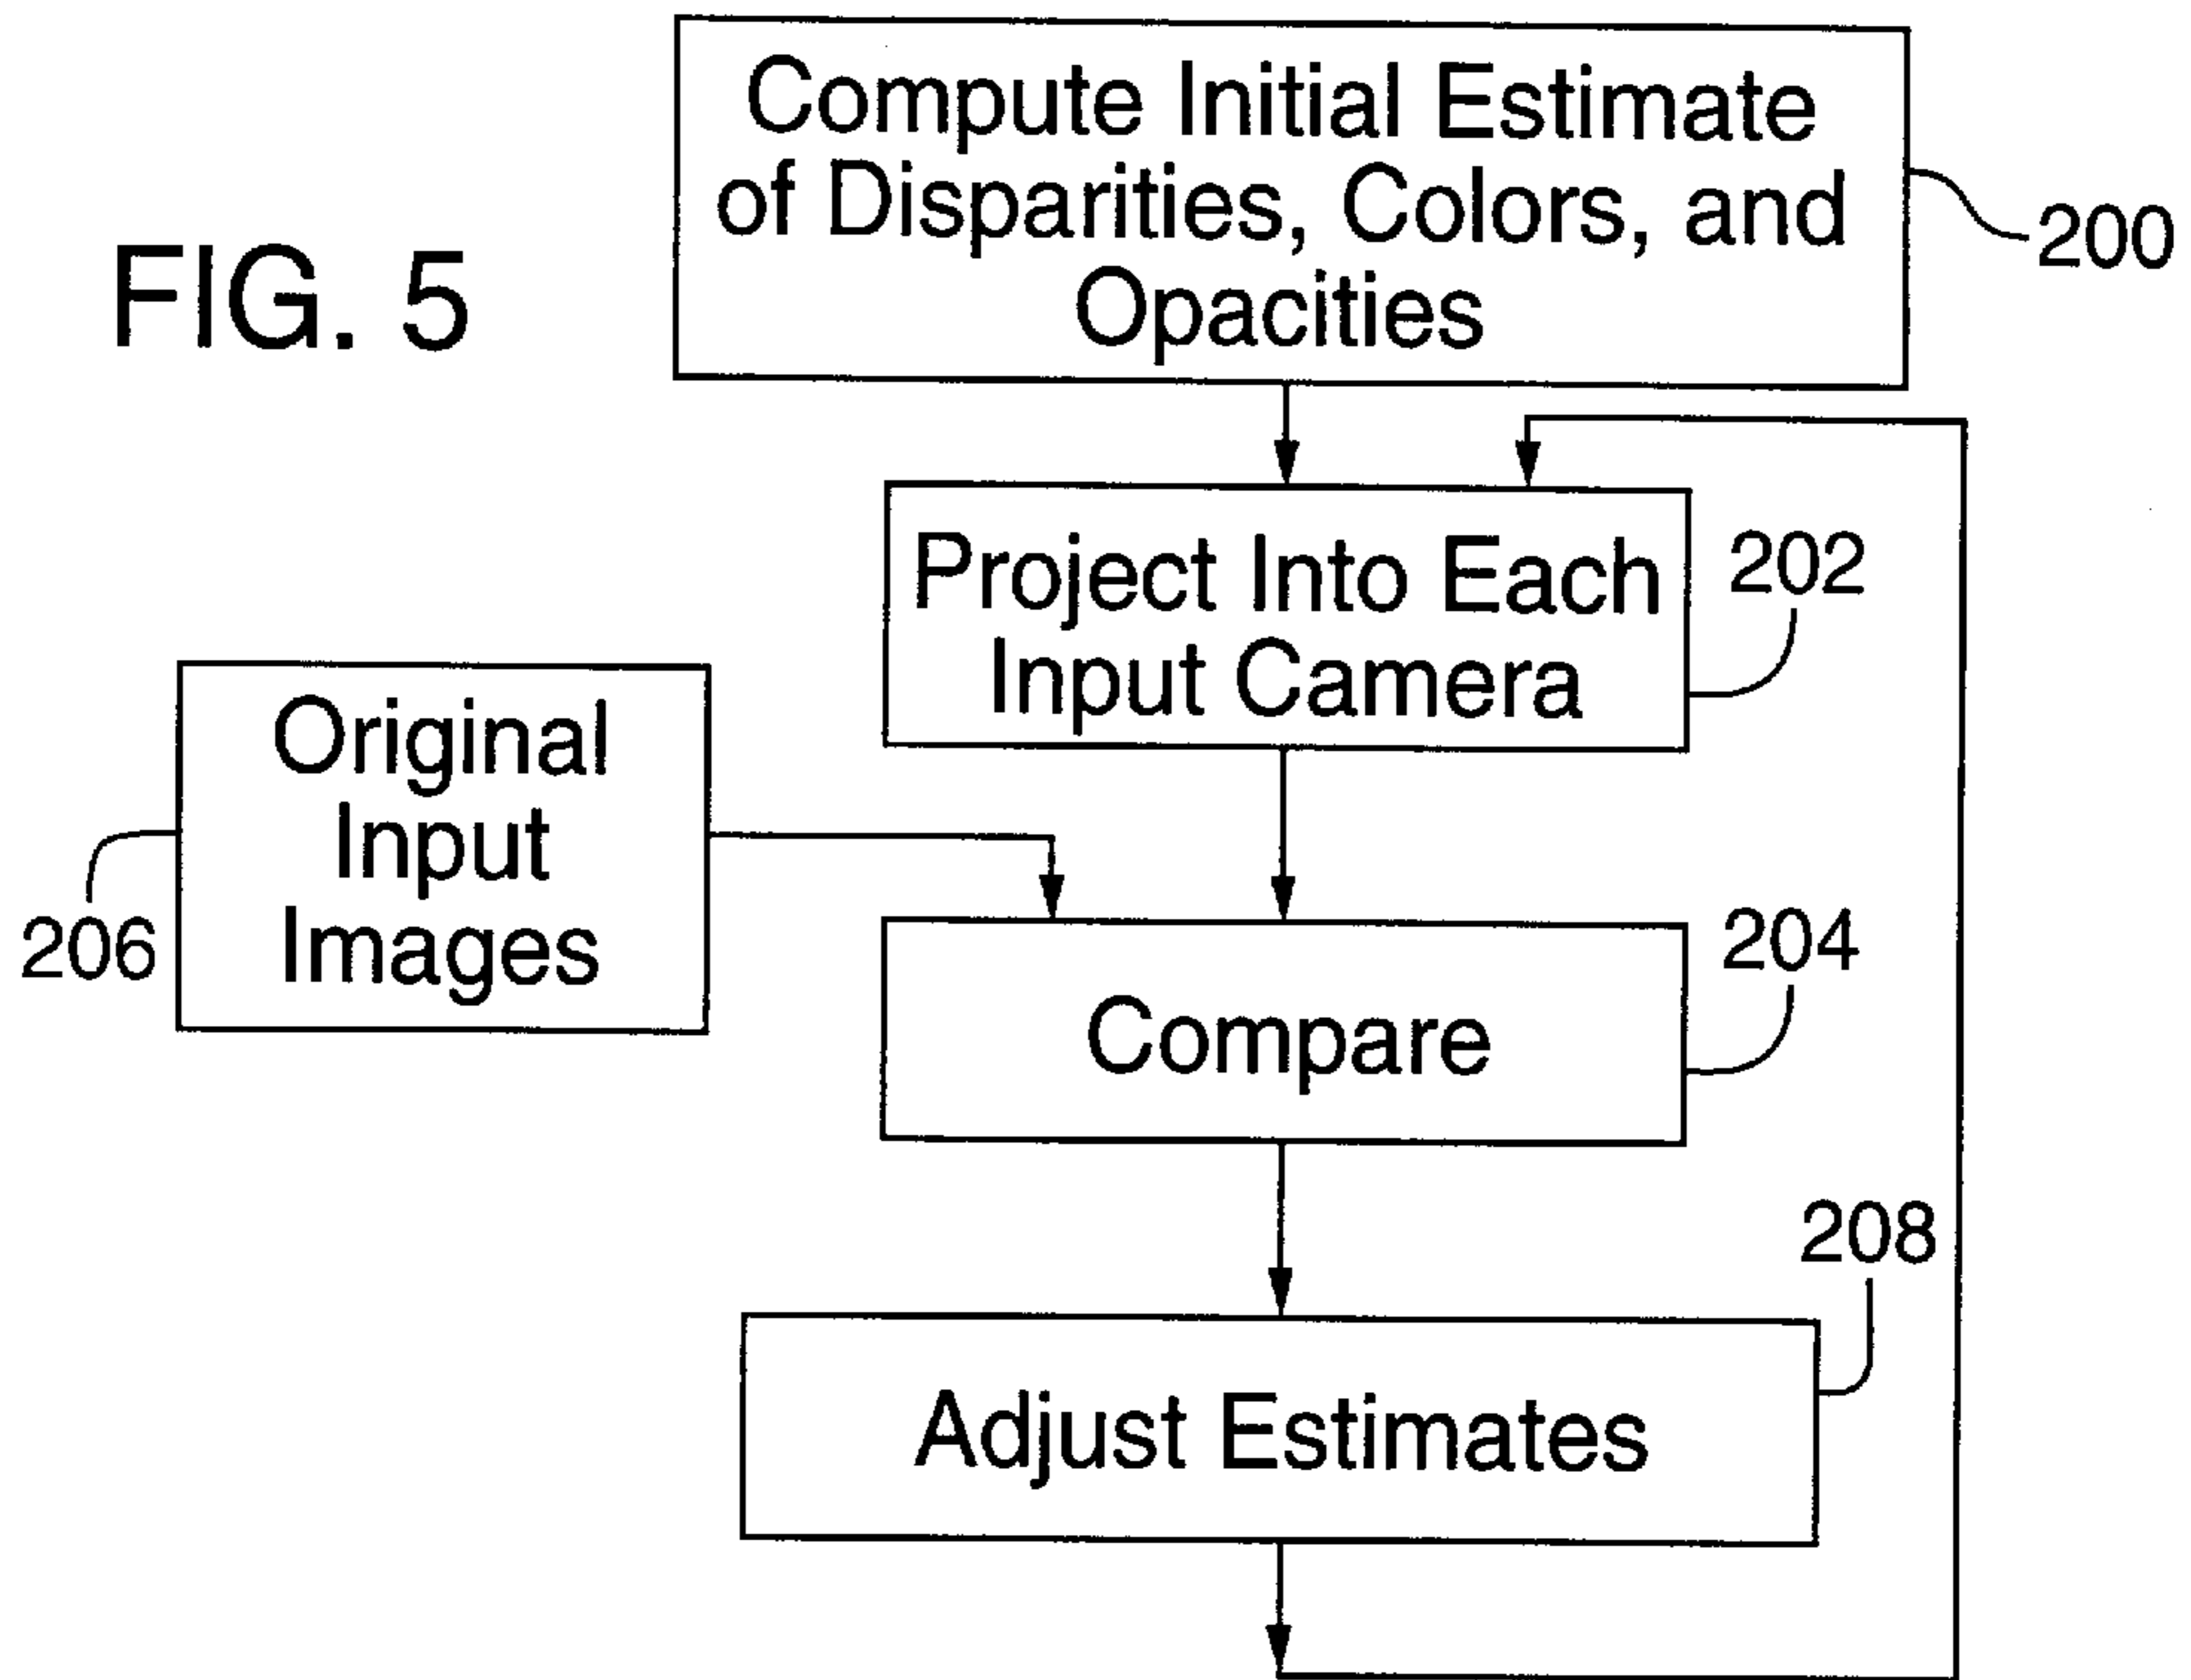 FIG. 5
Compute Initial Estimate
of Disparities, Colors, and
Opacities
200
Project Into Each
Input Camera
202
Original
Input
Images
206
Compare
204
Adjust Estimates
208